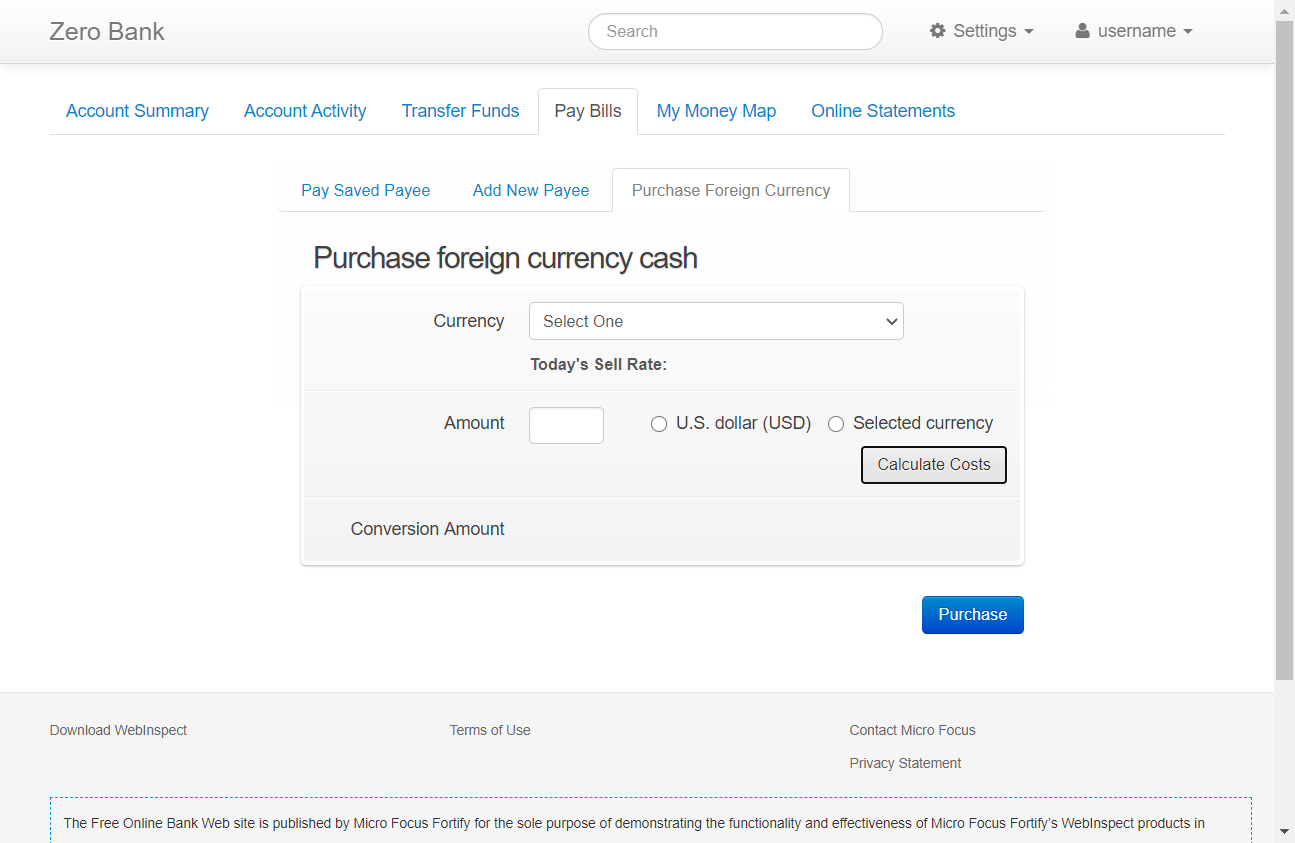 Zero Bank
Search
Settings
username
Account Summary
Account Activity
Transfer Funds
Pay Bills
My Money Map
Online Statements
Pay Saved Payee
Add New Payee
Purchase Foreign Currency
Purchase foreign currency cash
Currency
Select One
Today's Sell Rate:
Amount
U.S. dollar (USD)
Selected currency
Calculate Costs
Conversion Amount
Purchase
Download WebInspect
Terms of Use
Contact Micro Focus
Privacy Statement
The Free Online Bank Web site is published by Micro Focus Fortify for the sole purpose of demonstrating the functionality and effectiveness of Micro Focus Fortify's WebInspect products in